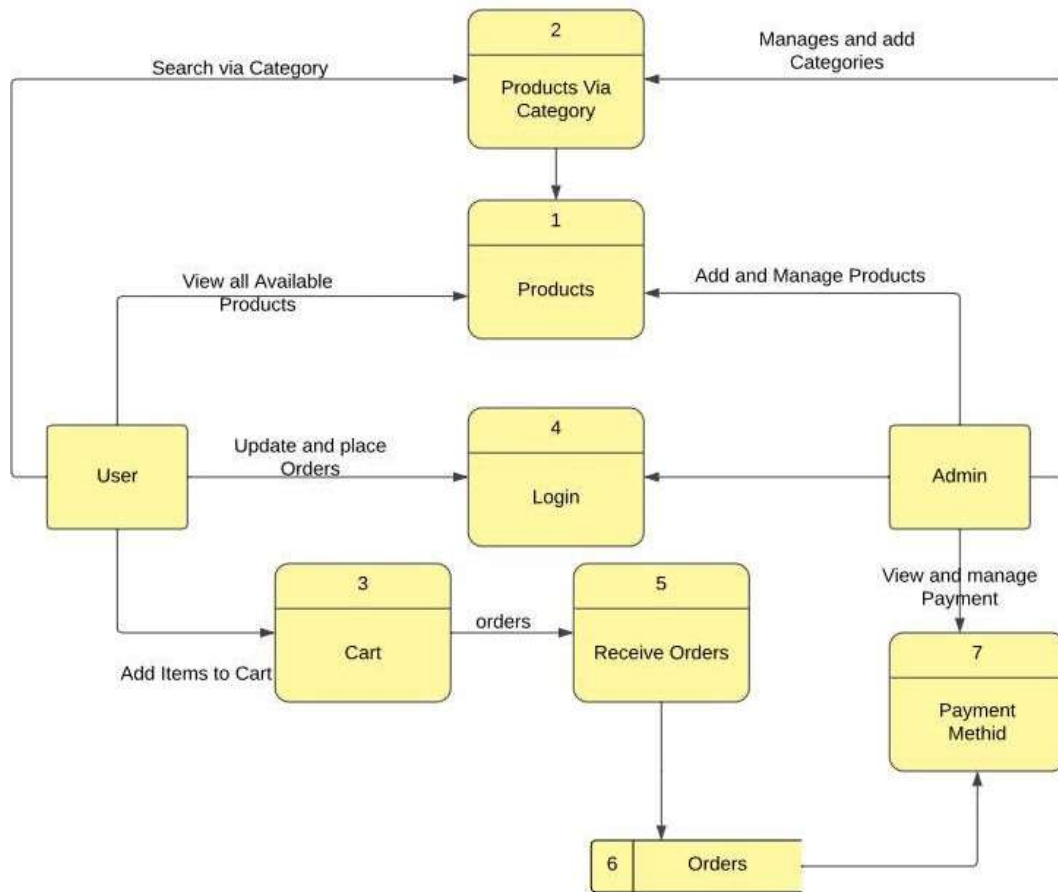 2
Manages and add
Categories
Search via Category
Products Via
Category
1
View all Available
Products
Products
Add and Manage Products
4
Update and place
Orders
User
Login
Admin
3
5
View and manage
Payment
orders
Cart
Receive Orders
Add Items to Cart
7
Payment
Methid
6
Orders